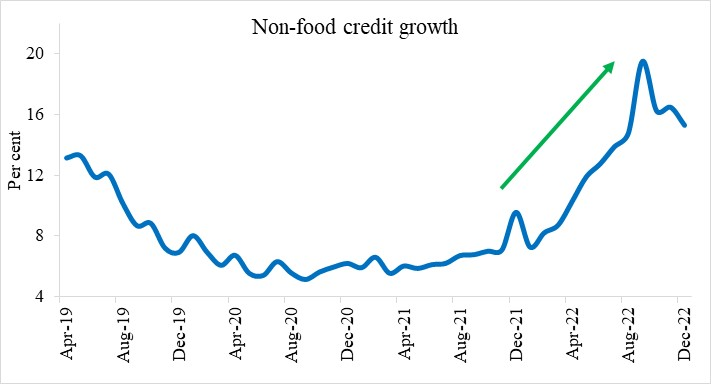 Non-food credit growth
Per cent
20
16
12
8
4
Apr-19
Aug-19
Dec-19
Apr-20
Aug-20
Dec-20
Apr-21
Aug-21
Dec-21
Apr-22
Aug-22
Dec-22